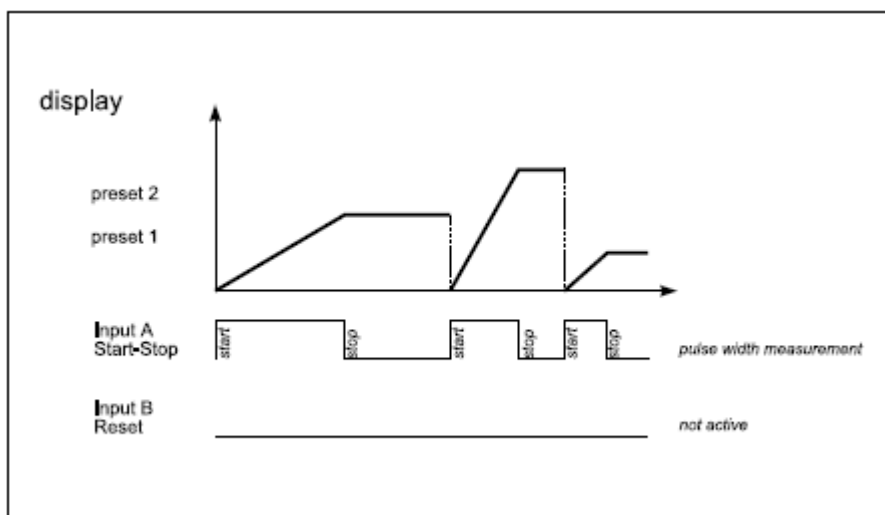 display
preset 2
preset 1
Input A
Start-Stop
start
stop
start
stop
start
stop
pulse width measurement
Input B
Reset
not active